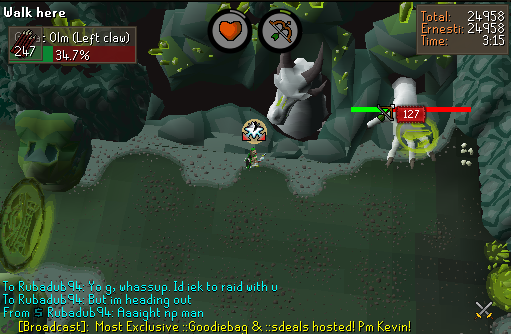 Walk here
Olm (Left claw)
247
34.7%
Total: 24958
Ernesti: 24958
Time: 3:15
127
To Rubadub94: Yo g, whassup. Id iek to raid with u
To Rubadub94: But im heading out
From S Rubadub94: Aaaight np man
[Broadcast]: Most Exclusive ::Goodiebag & ::sdeals hosted! Pm Kevin!